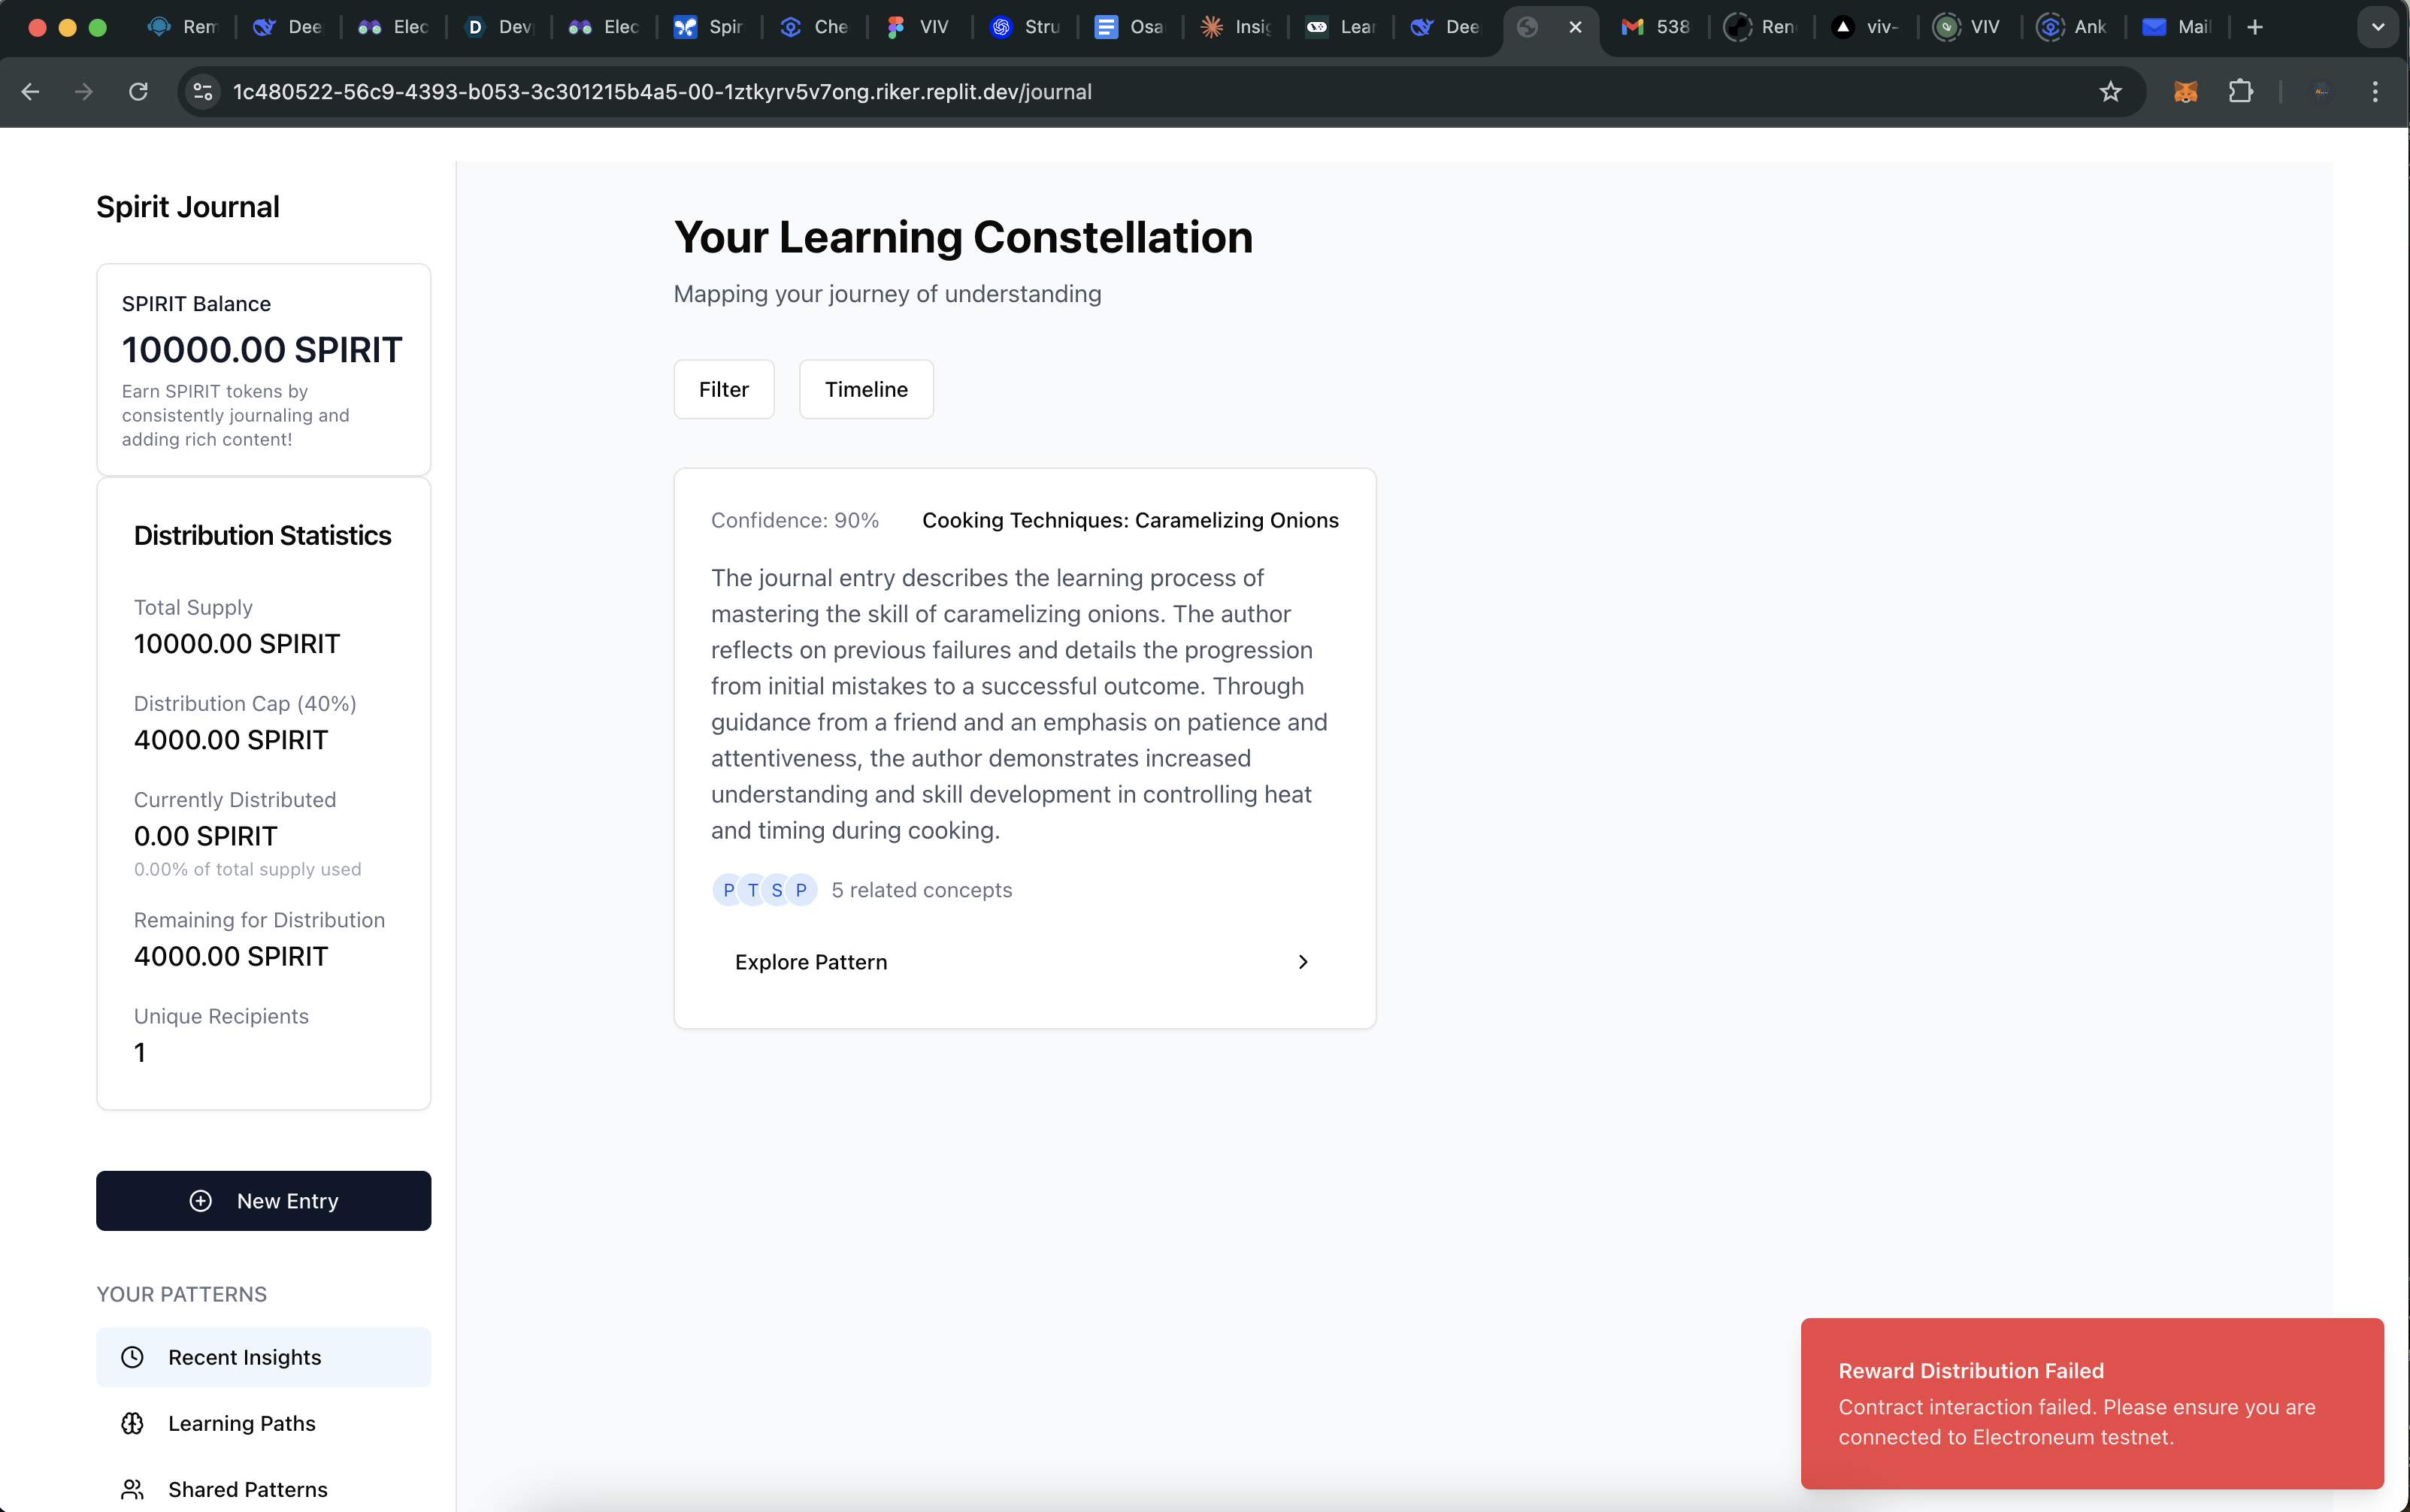 Rem
Dee
Elec
Dev
Elec
Spir
Che
VIV
Stru
Osa
Insi
Lear
Dee
538
Ren
viv-
VIV
Ank
Mail
1c480522-56c9-4393-b053-3c301215b4a5-00-1ztkyrv5v7ong.riker.replit.dev/journal
Spirit Journal
SPIRIT Balance
10000.00 SPIRIT
Earn SPIRIT tokens by
consistently journaling and
adding rich content!
Distribution Statistics
Total Supply
10000.00 SPIRIT
Distribution Cap (40%)
4000.00 SPIRIT
Currently Distributed
0.00 SPIRIT
0.00% of total supply used
Remaining for Distribution
4000.00 SPIRIT
Unique Recipients
1
New Entry
YOUR PATTERNS
Recent Insights
Learning Paths
Shared Patterns
Your Learning Constellation
Mapping your journey of understanding
Filter
Timeline
Confidence: 90%
Cooking Techniques: Caramelizing Onions
The journal entry describes the learning process of
mastering the skill of caramelizing onions. The author
reflects on previous failures and details the progression
from initial mistakes to a successful outcome. Through
guidance from a friend and an emphasis on patience and
attentiveness, the author demonstrates increased
understanding and skill development in controlling heat
and timing during cooking.
P T S P 5 related concepts
Explore Pattern
Reward Distribution Failed
Contract interaction failed. Please ensure you are
connected to Electroneum testnet.